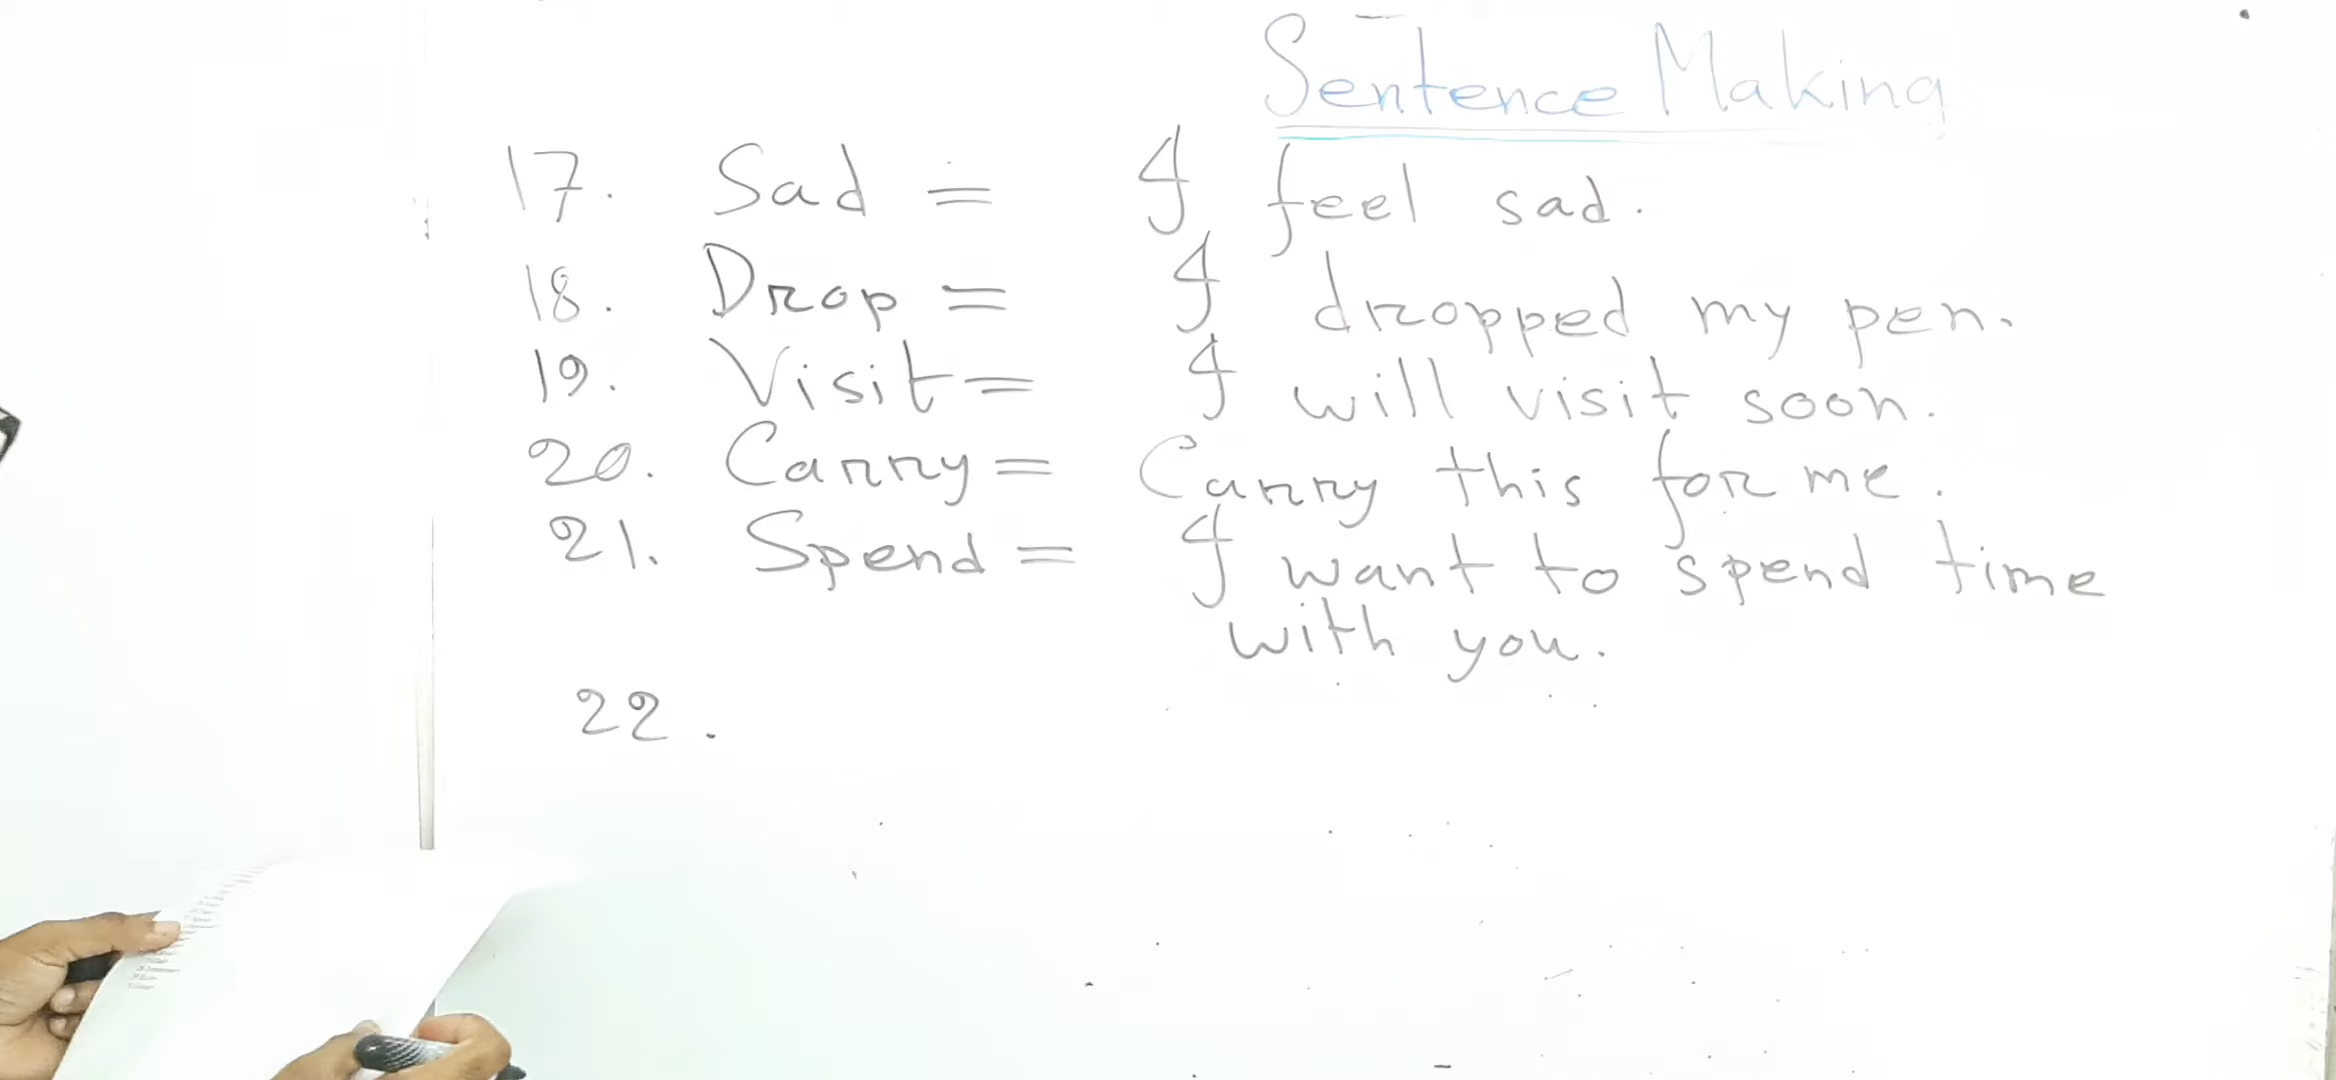 Sentence Making
17. Sad = I feel sad.
18. Drop = I dropped my pen.
19. Visit = I will visit soon.
20. Carry = Carry this for me.
21. Spend = I want to spend time
with you.
22.